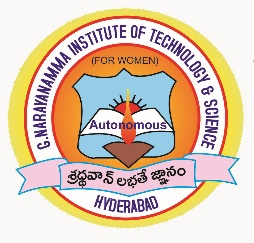 G.NARAYANAMMA INSTITUTE OF TECHNOLOGY & SCIENCE
(FOR WOMEN)
Autonomous
శ్రద్ధవాన్ లభతే జ్ఞానం
HYDERABAD